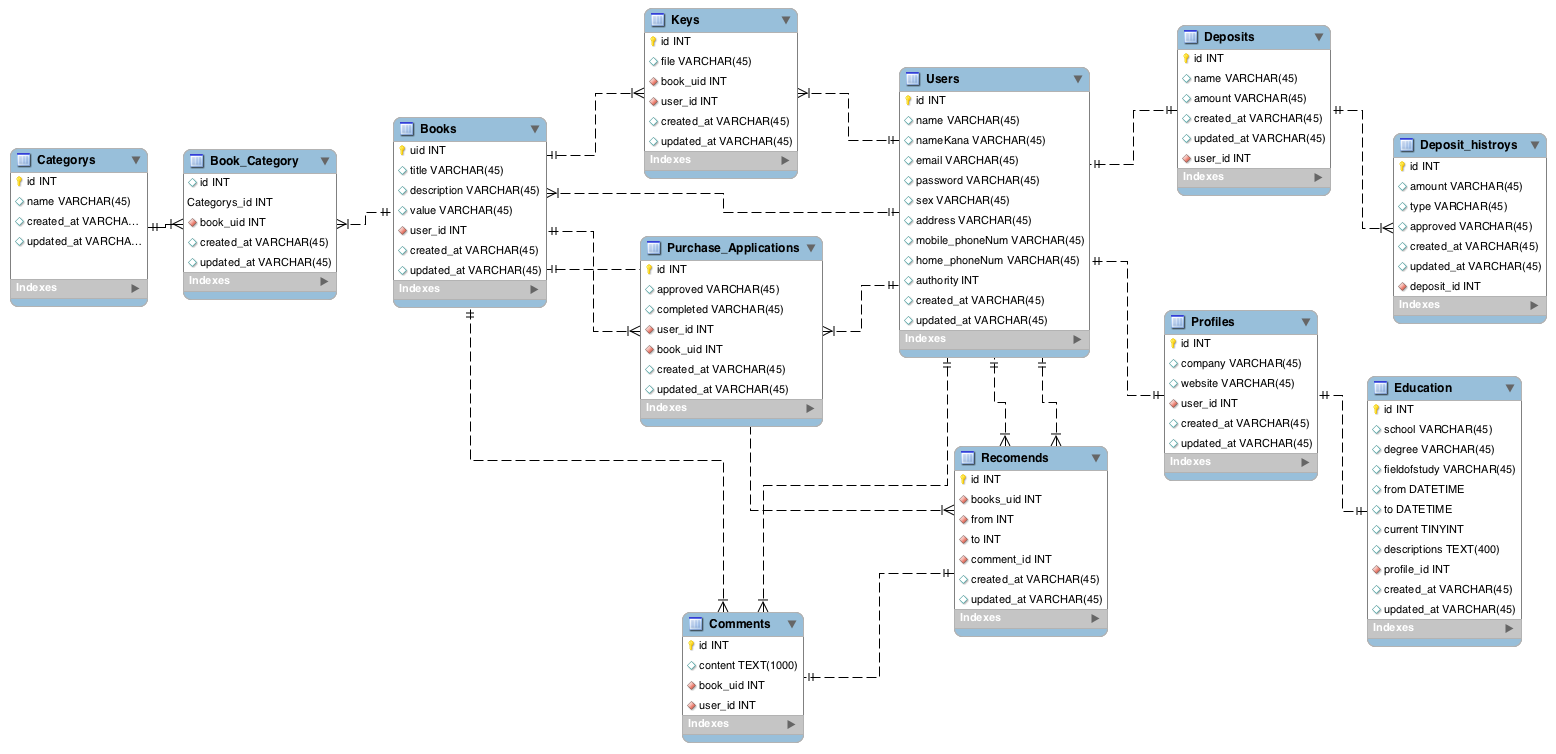 Keys
id INT
file VARCHAR(45)
book_uid INT
user_id INT
created_at VARCHAR(45)
updated_at VARCHAR(45)
Indexes
Deposits
id INT
name VARCHAR(45)
amount VARCHAR(45)
created_at VARCHAR(45)
updated_at VARCHAR(45)
user_id INT
Indexes
Users
id INT
name VARCHAR(45)
nameKana VARCHAR(45)
email VARCHAR(45)
password VARCHAR(45)
sex VARCHAR(45)
address VARCHAR(45)
mobile_phoneNum VARCHAR(45)
home_phoneNum VARCHAR(45)
authority INT
created_at VARCHAR(45)
updated_at VARCHAR(45)
Indexes
Books
uid INT
title VARCHAR(45)
description VARCHAR(45)
value VARCHAR(45)
user_id INT
created_at VARCHAR(45)
updated_at VARCHAR(45)
Indexes
Categorys
id INT
name VARCHAR(45)
created_at VARCHA...
updated_at VARCHA...
Indexes
Book_Category
id INT
Categorys_id INT
book_uid INT
created_at VARCHAR(45)
updated_at VARCHAR(45)
Indexes
Deposit_histroys
id INT
amount VARCHAR(45)
type VARCHAR(45)
approved VARCHAR(45)
created_at VARCHAR(45)
updated_at VARCHAR(45)
deposit_id INT
Indexes
Purchase_Applications
id INT
approved VARCHAR(45)
completed VARCHAR(45)
user_id INT
book_uid INT
created_at VARCHAR(45)
updated_at VARCHAR(45)
Indexes
Profiles
id INT
company VARCHAR(45)
website VARCHAR(45)
user_id INT
created_at VARCHAR(45)
updated_at VARCHAR(45)
Indexes
Education
id INT
school VARCHAR(45)
degree VARCHAR(45)
fieldofstudy VARCHAR(45)
from DATETIME
to DATETIME
current TINYINT
descriptions TEXT(400)
profile_id INT
created_at VARCHAR(45)
updated_at VARCHAR(45)
Indexes
Recomends
id INT
books_uid INT
from INT
to INT
comment_id INT
created_at VARCHAR(45)
updated_at VARCHAR(45)
Indexes
Comments
id INT
content TEXT(1000)
book_uid INT
user_id INT
Indexes